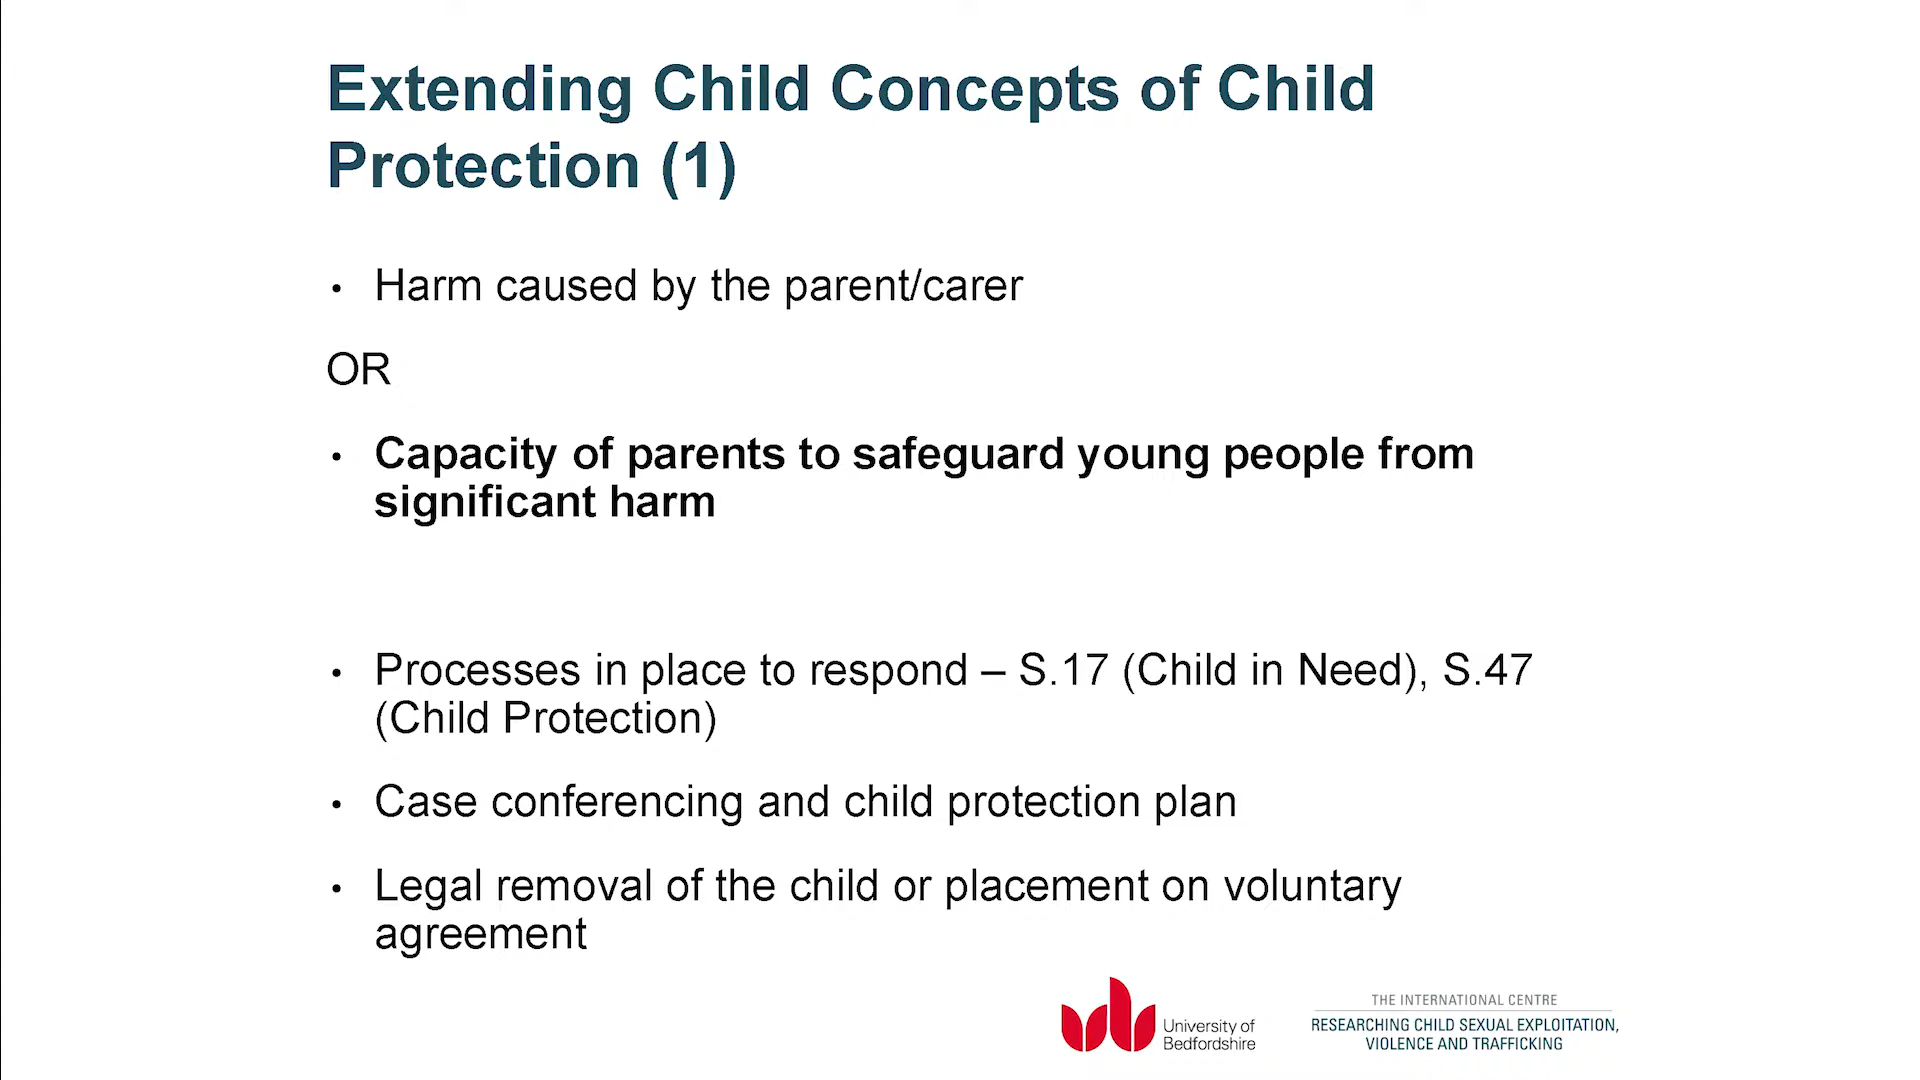 Extending Child Concepts of Child
Protection (1)
• Harm caused by the parent/carer
OR
• Capacity of parents to safeguard young people from
significant harm
• Processes in place to respond – S.17 (Child in Need), S.47
(Child Protection)
• Case conferencing and child protection plan
• Legal removal of the child or placement on voluntary
agreement
University of
Bedfordshire
THE INTERNATIONAL CENTRE
RESEARCHING CHILD SEXUAL EXPLOITATION,
VIOLENCE AND TRAFFICKING